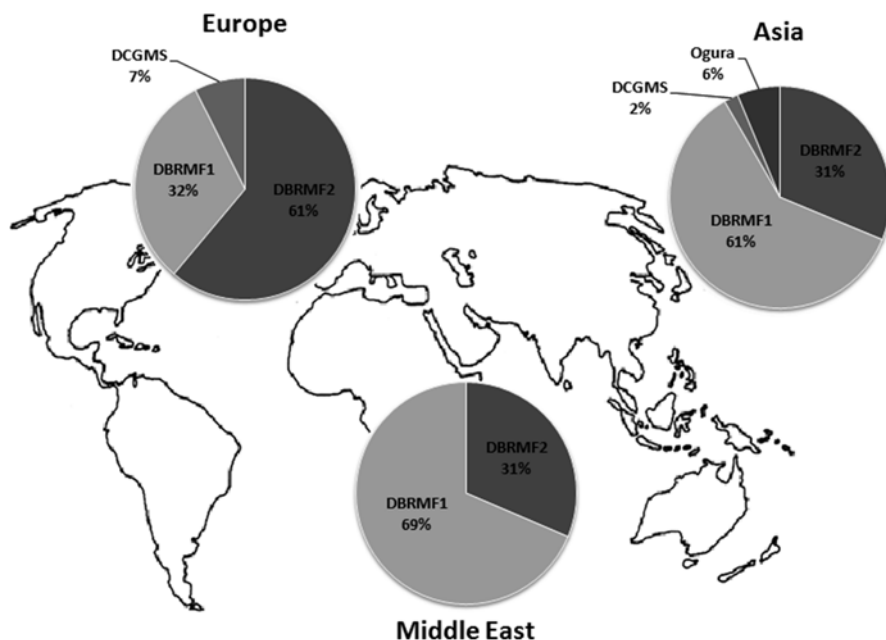 Europe
DCGMS
7%
DBRMF1
32%
DBRMF2
61%
Asia
Ogura
6%
DCGMS
2%
DBRMF2
31%
DBRMF1
61%
DBRMF2
31%
DBRMF1
69%
Middle East